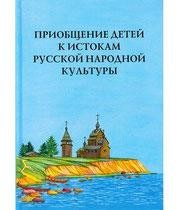 ПРИОБЩЕНИЕ ДЕТЕЙ
К ИСТОКАМ
РУССКОЙ НАРОДНОЙ
КУЛЬТУРЫ